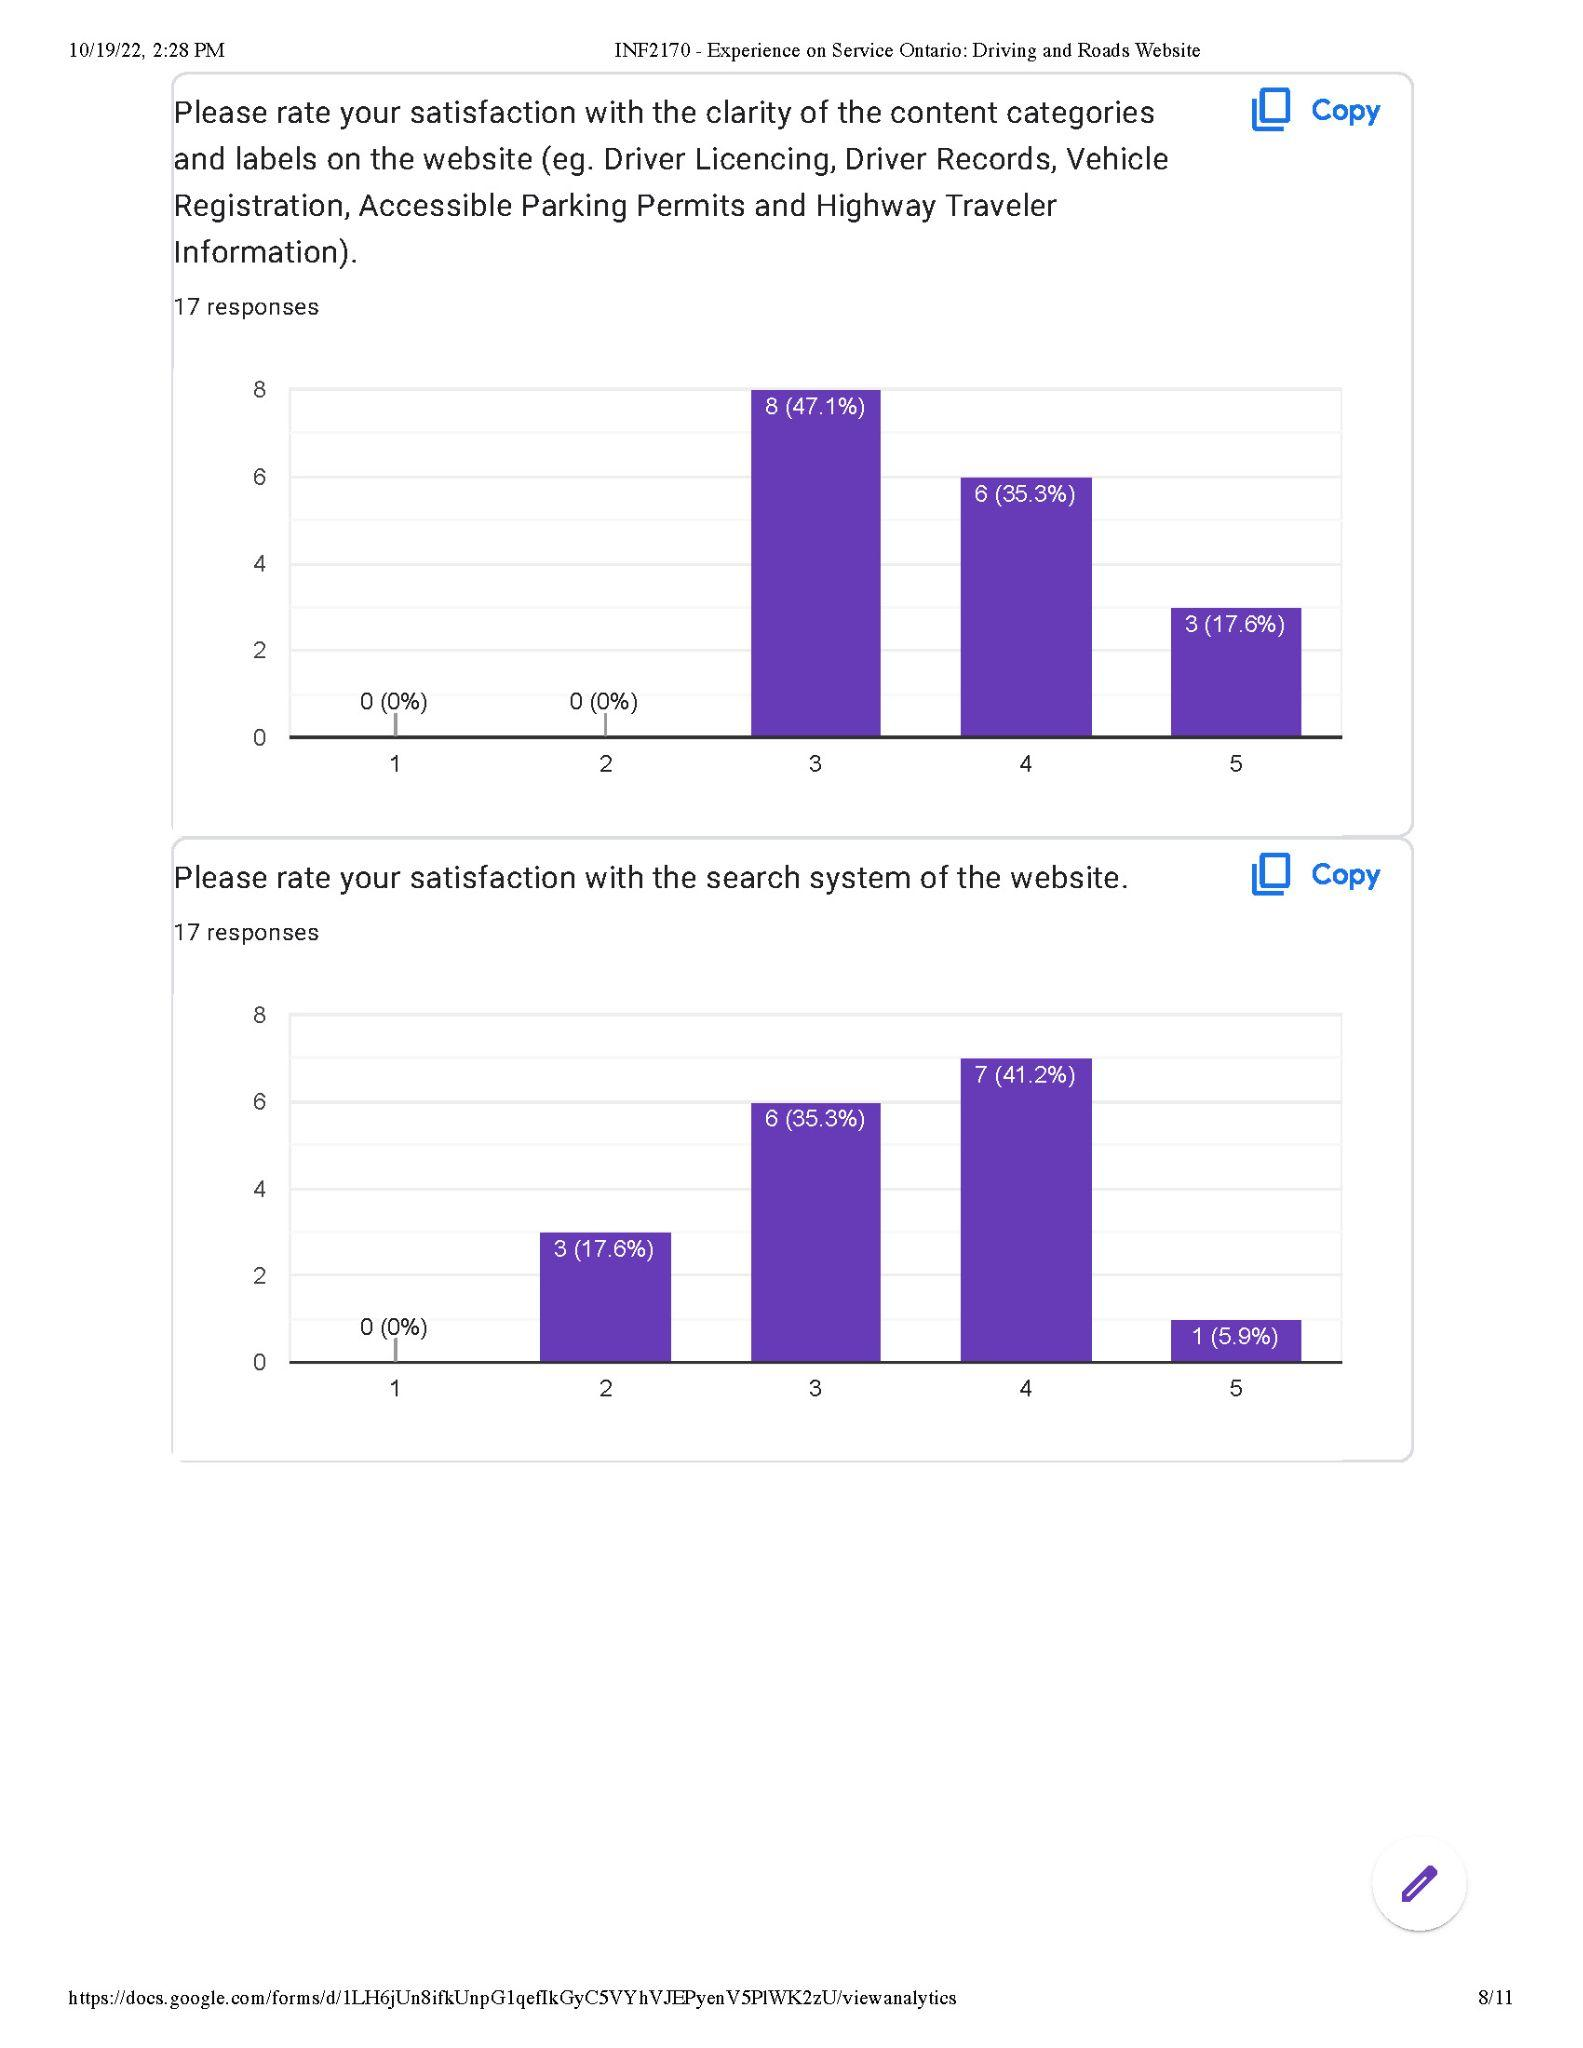 10/19/22, 2:28 PM INF2170 - Experience on Service Ontario: Driving and Roads Website
Please rate your satisfaction with the clarity of the content categories
and labels on the website (eg. Driver Licencing, Driver Records, Vehicle
Registration, Accessible Parking Permits and Highway Traveler
Information).
Copy
17 responses
8
6
4
2
0
0 (0%)
0 (0%)
8 (47.1%)
6 (35.3%)
3 (17.6%)
1 2 3 4 5
Please rate your satisfaction with the search system of the website.
Copy
17 responses
8
6
4
2
0
0 (0%)
3 (17.6%)
6 (35.3%)
7 (41.2%)
1 (5.9%)
1 2 3 4 5
https://docs.google.com/forms/d/1LH6jUn8ifkUnpG1qefIkGyC5VYhVJEPyenV5PlWK2zU/viewanalytics 8/11